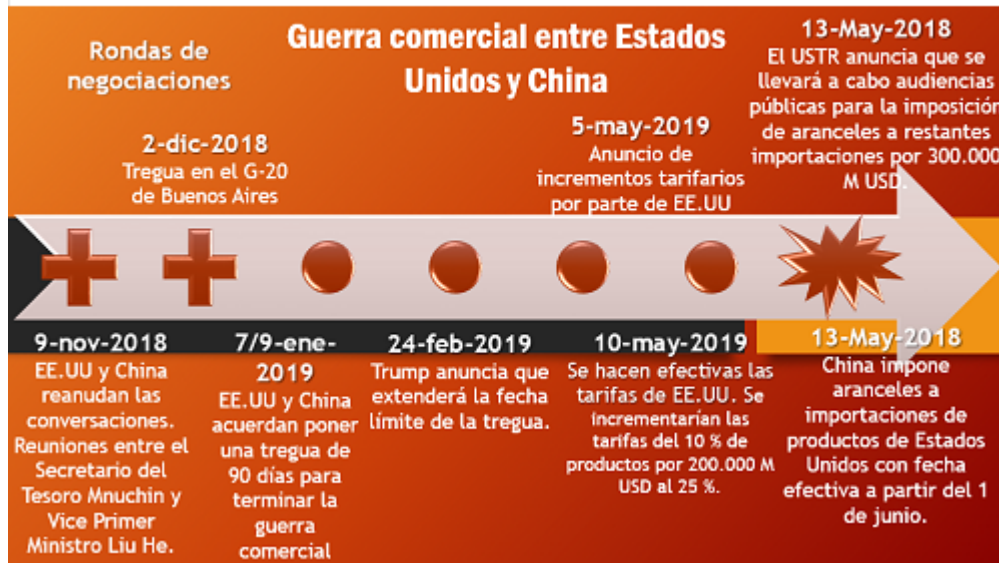 Rondas de
negociaciones
Guerra comercial entre Estados
Unidos y China
13-May-2018
El USTR anuncia que se
llevará a cabo audiencias
públicas para la imposición
de aranceles a restantes
importaciones por 300.000
M USD.
2-dic-2018
Tregua en el G-20
de Buenos Aires
5-may-2019
Anuncio de
incrementos tarifarios
por parte de EE.UU
9-nov-2018
EE.UU y China
reanudan las
conversaciones.
Reuniones entre el
Secretario del
Tesoro Mnuchin y
Vice Primer
Ministro Liu He.
7/9-ene-
2019
EE.UU y China
acuerdan poner
una tregua de
90 días para
terminar la
guerra
comercial
24-feb-2019
Trump anuncia que
extenderá la fecha
límite de la tregua.
10-may-2019
Se hacen efectivas las
tarifas de EE.UU. Se
incrementarían las
tarifas del 10 % de
productos por 200.000 M
USD al 25 %.
13-May-2018
China impone
aranceles a
importaciones de
productos de Estados
Unidos con fecha
efectiva a partir del 1
de junio.